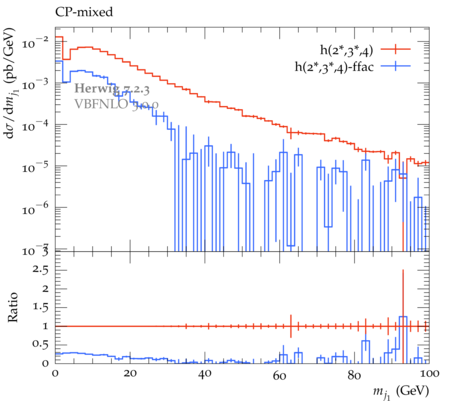 CP-mixed
10⁻²
10⁻³
10⁻⁴
10⁻⁵
10⁻⁶
10⁻⁷
dσ/dm_{j₁} (pb/GeV)
h(2*,3*,4)
h(2*,3*,4)-ffac
Herwig 7.2.3
VBFNLO 3.0.0
3
2.5
2
1.5
1
0.5
0
Ratio
0 20 40 60 80 100
m_{j₁} (GeV)